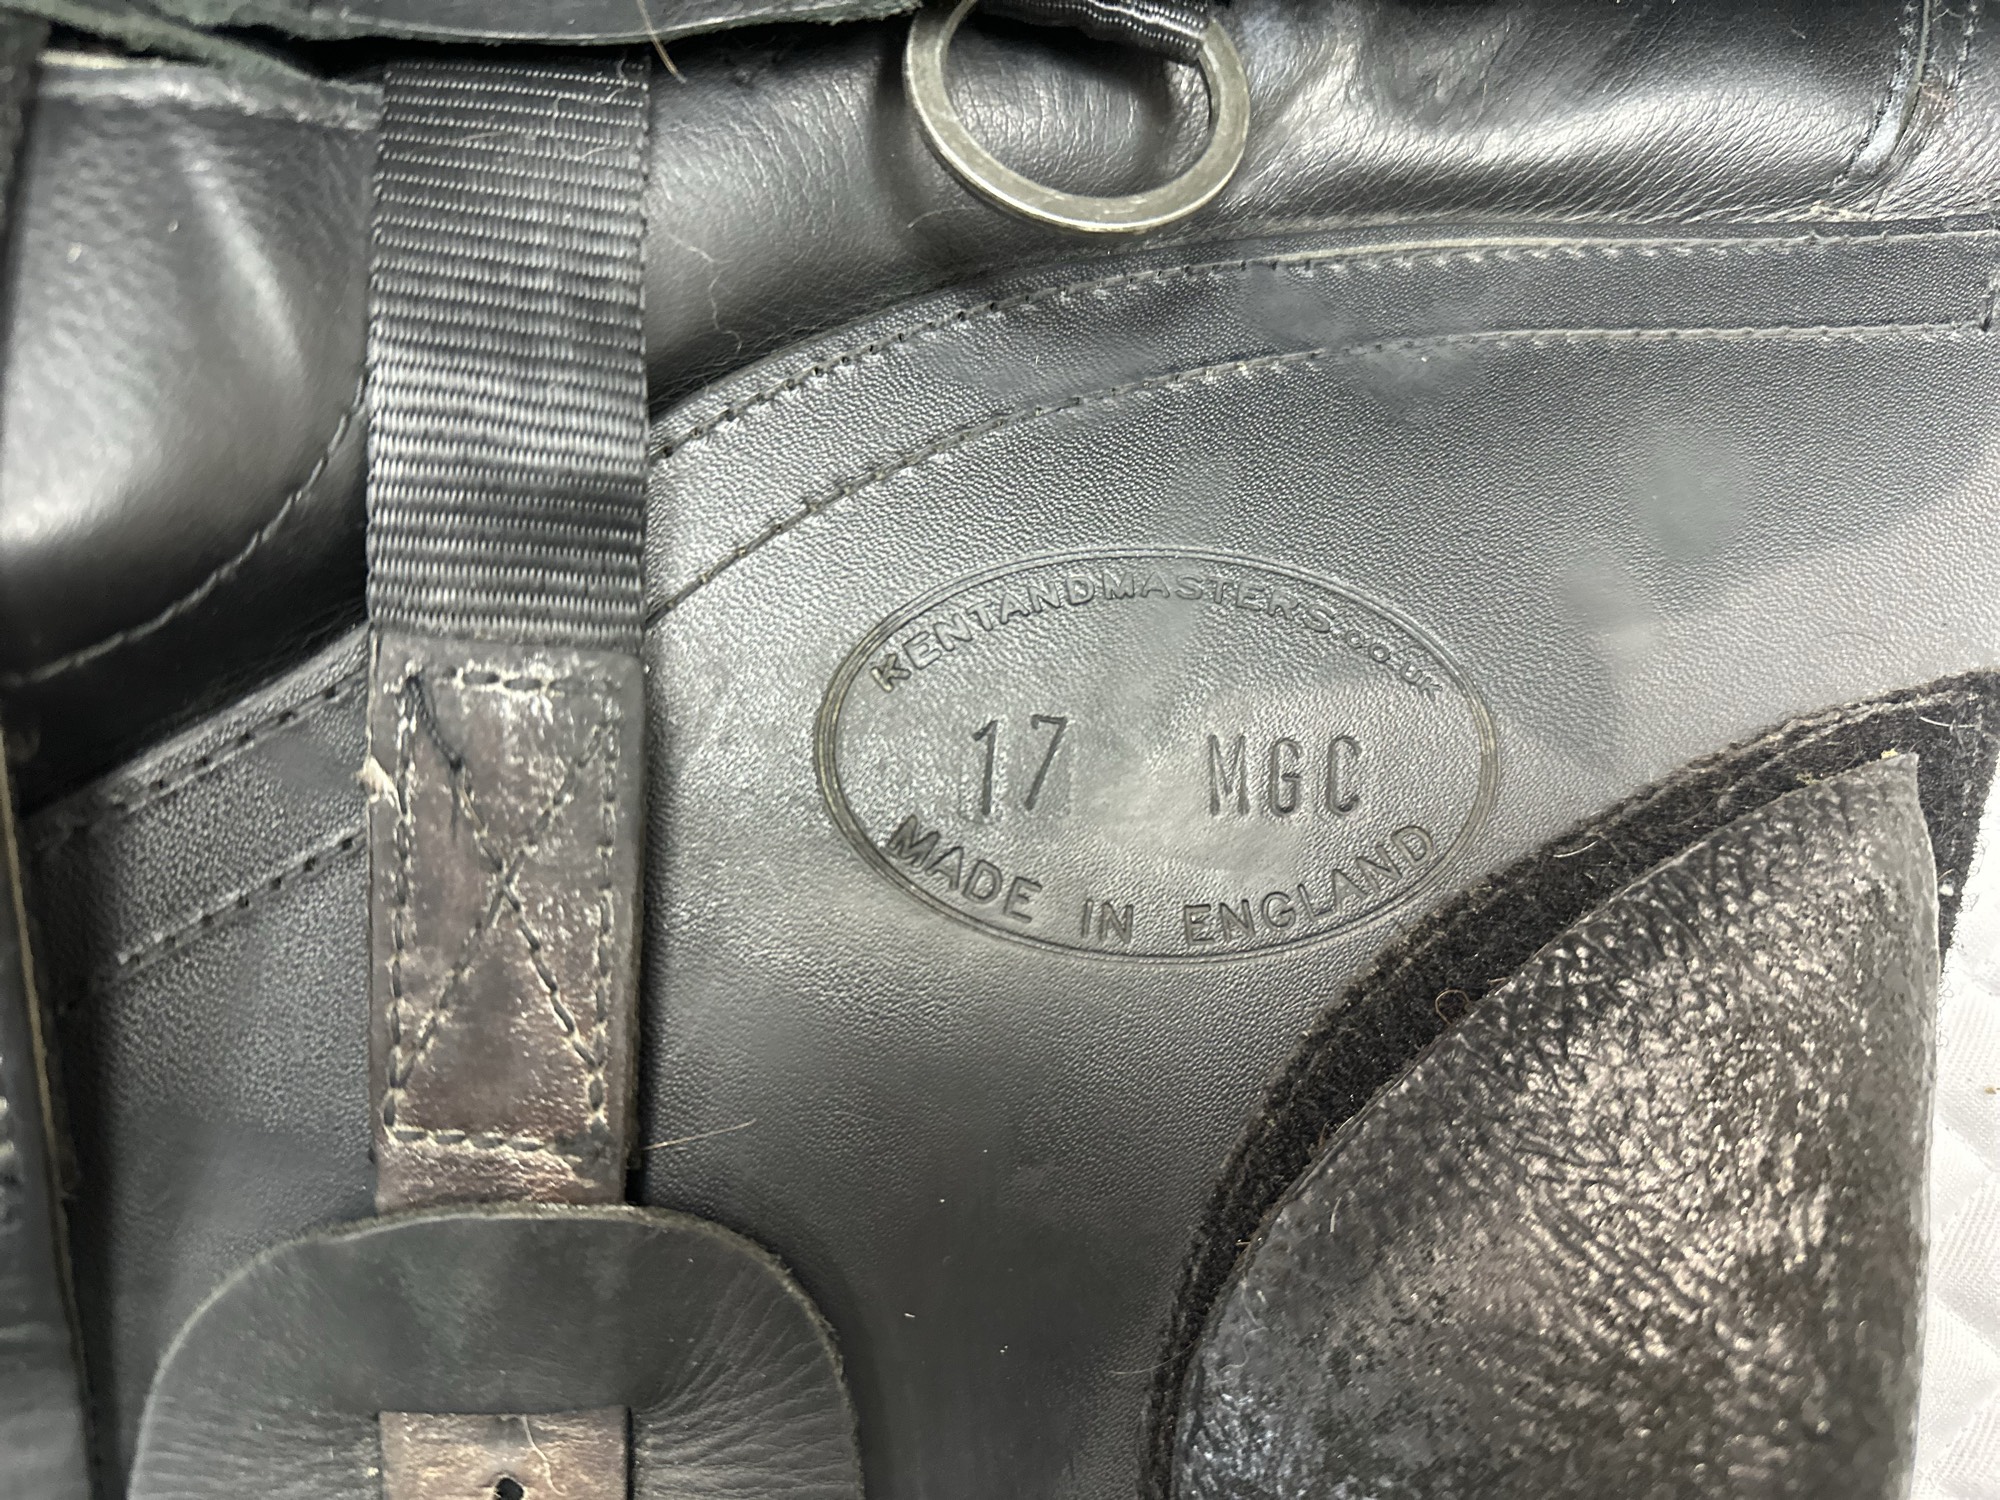 KENTANDMASTERS.CO.UK
17 MGC
MADE IN ENGLAND